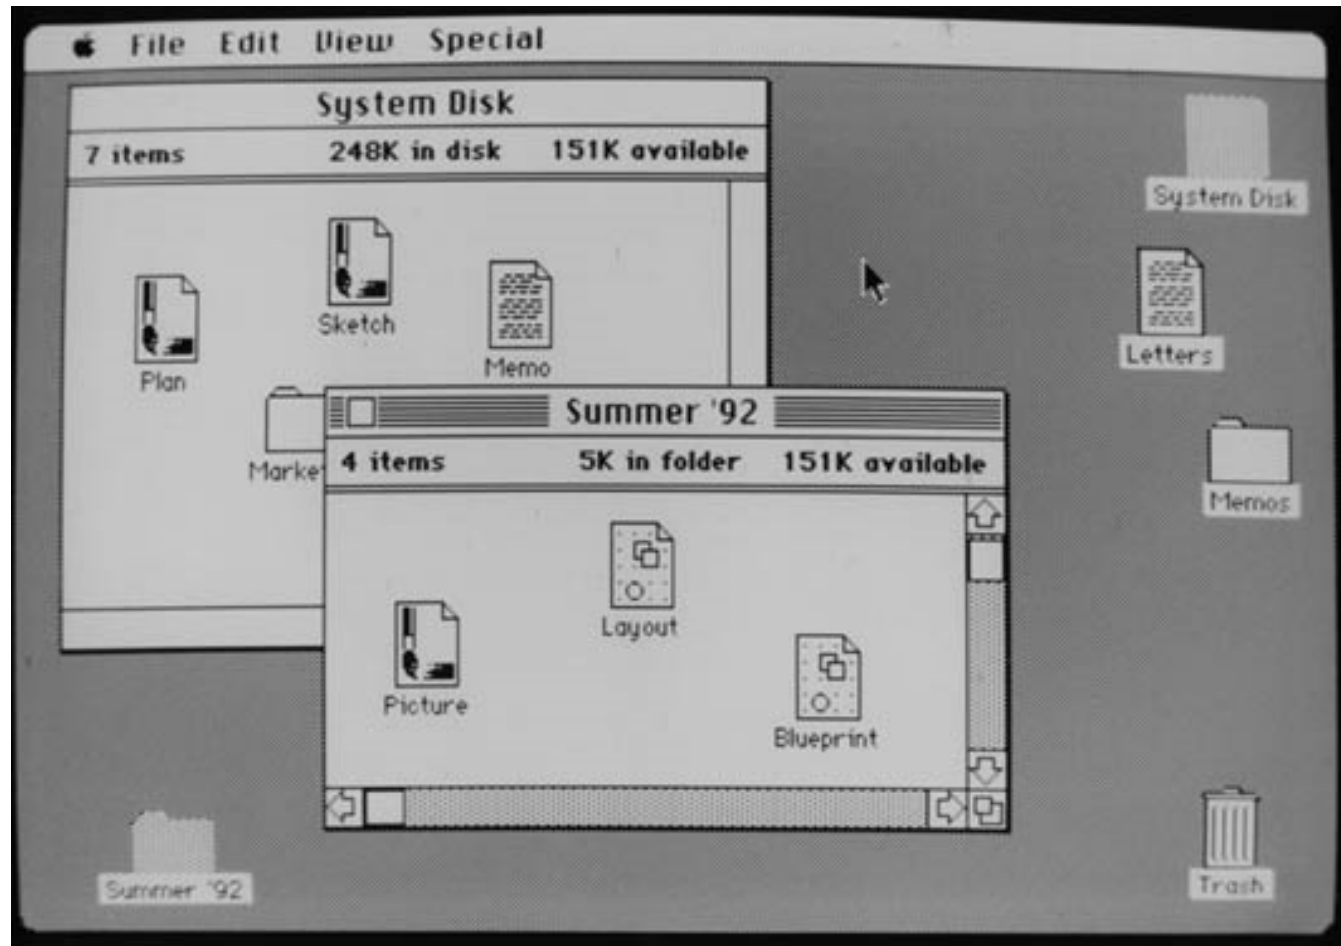 File Edit View Special
System Disk
7 items 248K in disk 151K available
System Disk
Sketch
Plan
Memo
Letters
Summer '92
Marke
4 items 5K in folder 151K available
Memos
Layout
Picture
Blueprint
Summer '92
Trash